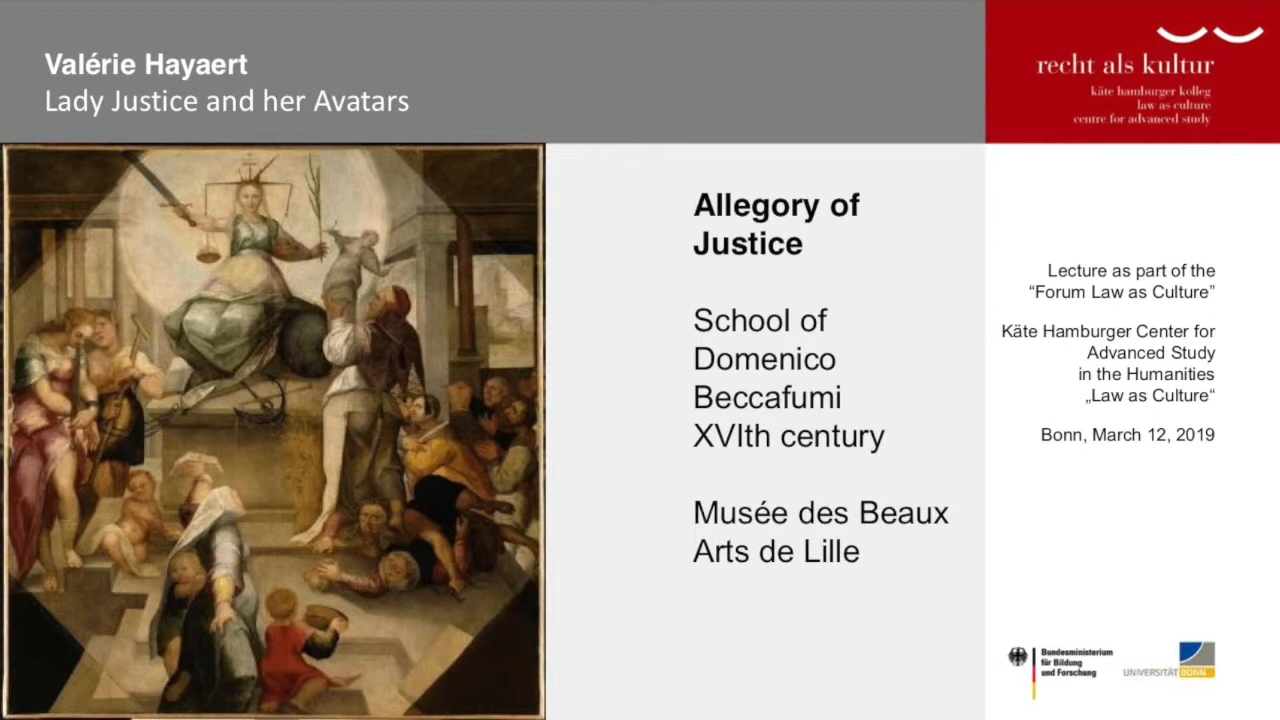 Valérie Hayaert
Lady Justice and her Avatars
recht als kultur
käte hamburger kolleg
law as culture
centre for advanced study
Allegory of
Justice
School of
Domenico
Beccafumi
XVIth century
Musée des Beaux
Arts de Lille
Lecture as part of the
“Forum Law as Culture”
Käte Hamburger Center for
Advanced Study
in the Humanities
„Law as Culture“
Bonn, March 12, 2019
Bundesministerium
für Bildung
und Forschung
UNIVERSITÄT BONN